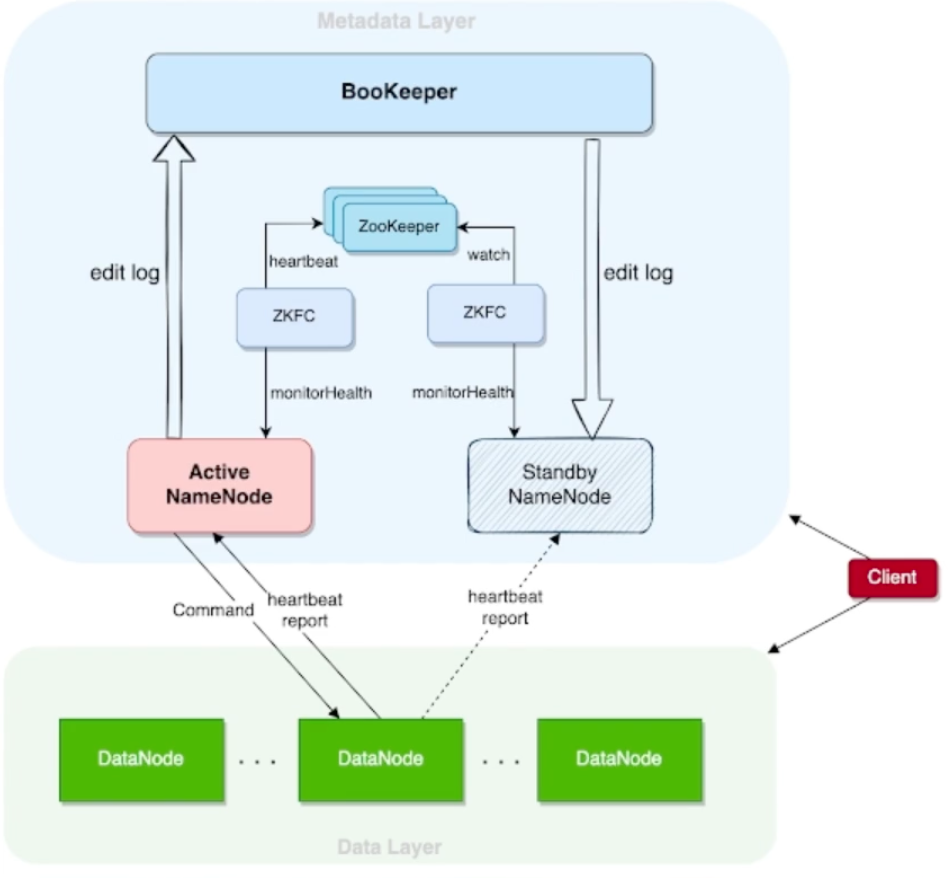 Metadata Layer
BooKeeper
ZooKeeper
heartbeat
watch
edit log
edit log
ZKFC
ZKFC
monitorHealth
monitorHealth
Active
NameNode
Standby
NameNode
Client
Command
heartbeat
report
heartbeat
report
DataNode
. . .
DataNode
. . .
DataNode
Data Layer